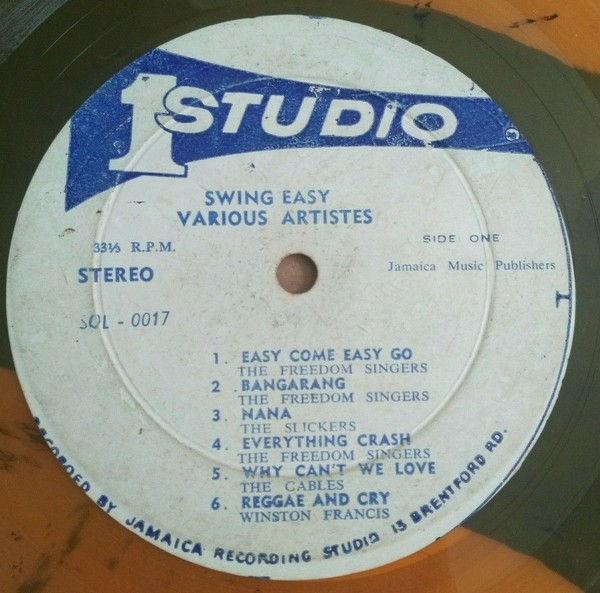 1 STUDIO
SWING EASY
VARIOUS ARTISTES
33⅓ R.P.M.
STEREO
SOL - 0017
SIDE ONE
Jamaica Music Publishers
1. EASY COME EASY GO
THE FREEDOM SINGERS
2 . BANGARANG
THE FREEDOM SINGERS
3. NANA
THE SLICKERS
4. EVERYTHING CRASH
THE FREEDOM SINGERS
5. WHY CAN'T WE LOVE
THE CABLES
6. REGGAE AND CRY
WINSTON FRANCIS
RECORDED BY JAMAICA RECORDING STUDIO 13 BRENTFORD RD.